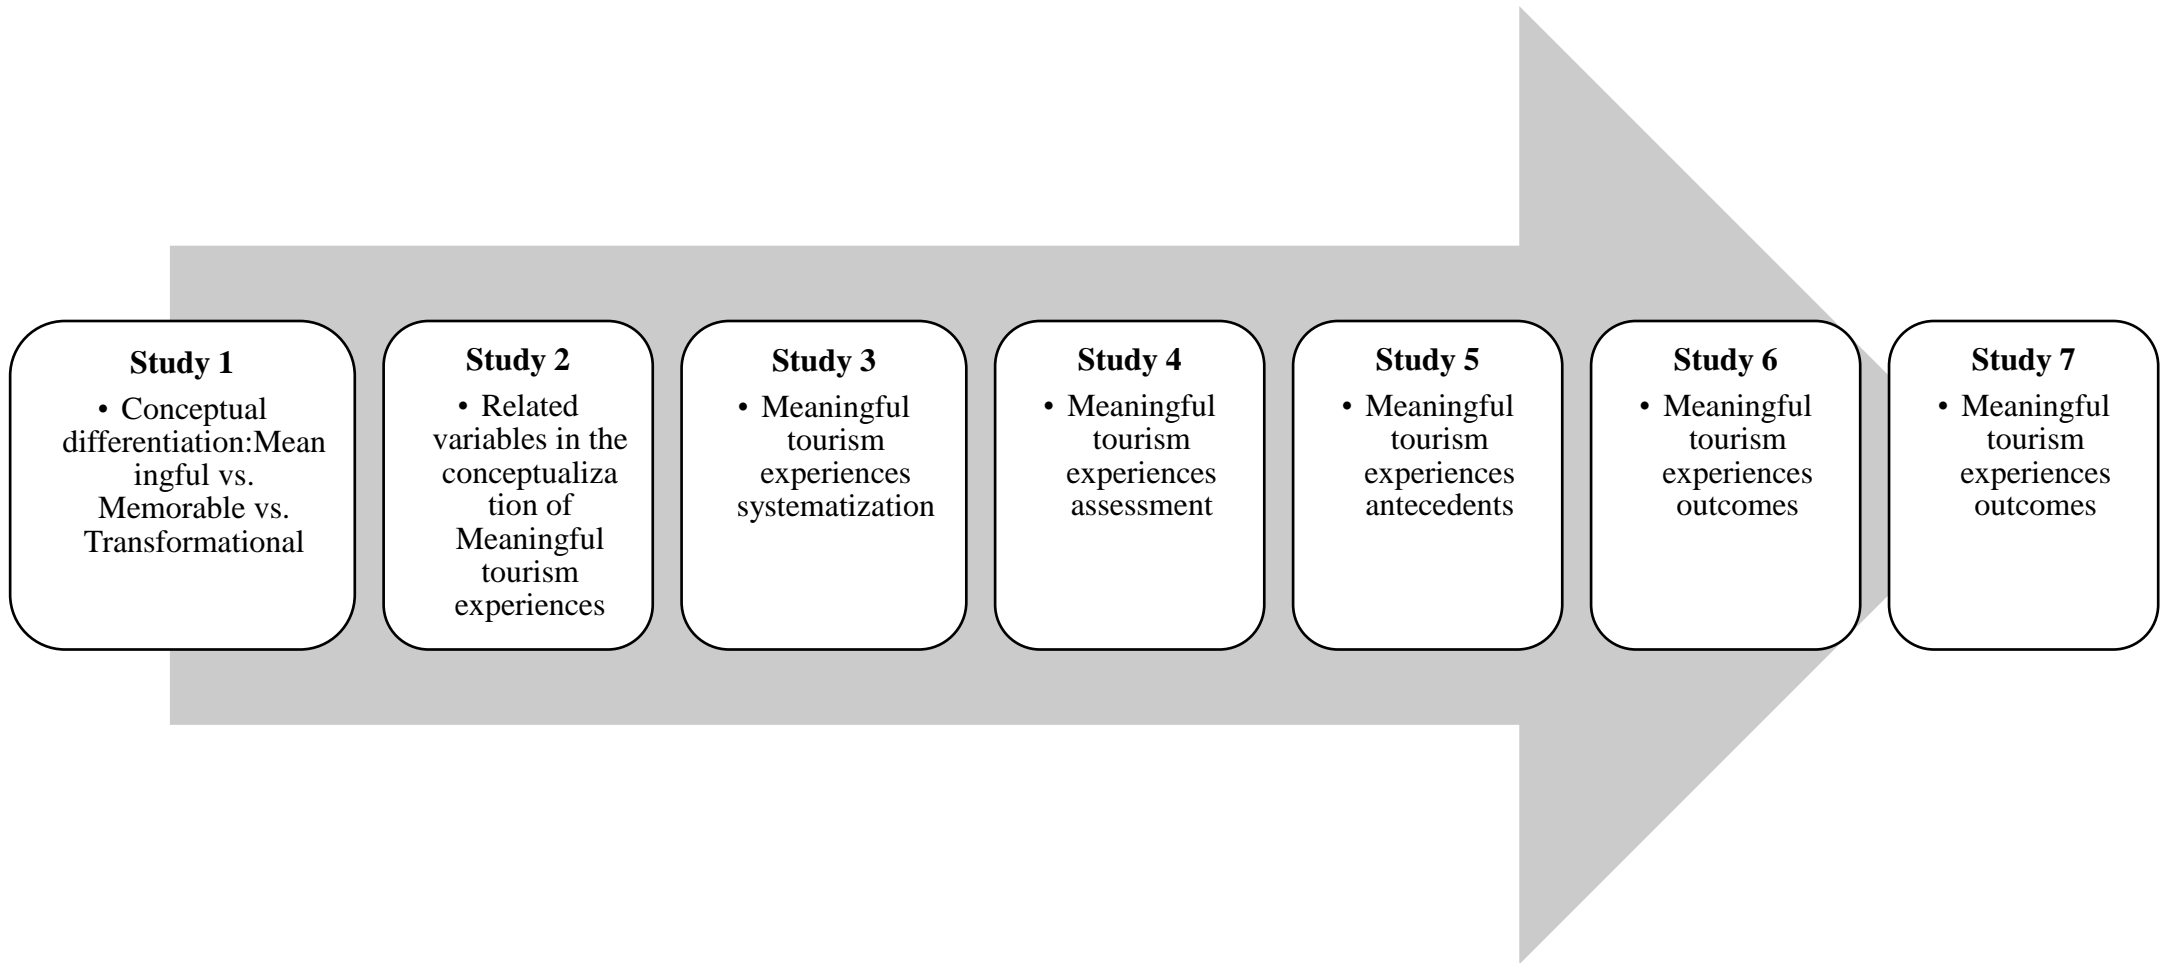 Study 1
• Conceptual
differentiation:Mean
ingful vs.
Memorable vs.
Transformational
Study 2
• Related
variables in the
conceptualiza
tion of
Meaningful
tourism
experiences
Study 3
• Meaningful
tourism
experiences
systematization
Study 4
• Meaningful
tourism
experiences
assessment
Study 5
• Meaningful
tourism
experiences
antecedents
Study 6
• Meaningful
tourism
experiences
outcomes
Study 7
• Meaningful
tourism
experiences
outcomes